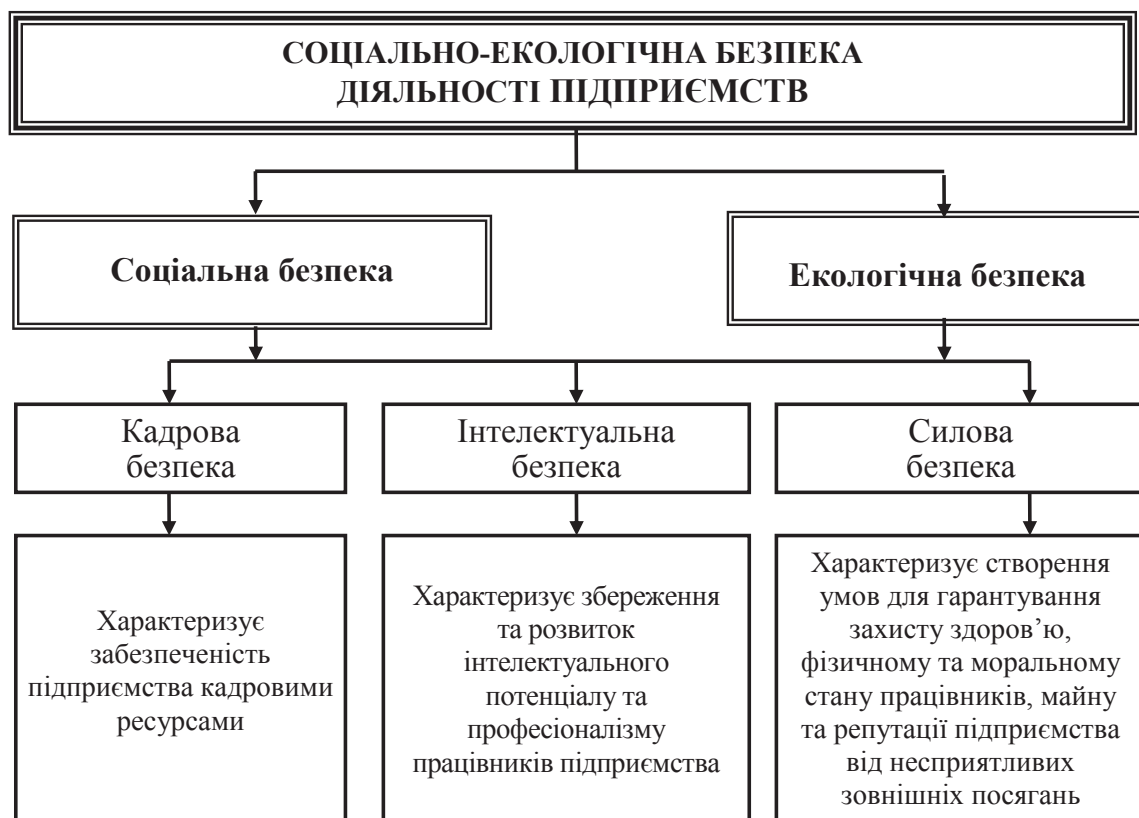 СОЦІАЛЬНО-ЕКОЛОГІЧНА БЕЗПЕКА
ДІЯЛЬНОСТІ ПІДПРИЄМСТВ
Соціальна безпека
Екологічна безпека
Кадрова
безпека
Інтелектуальна
безпека
Силова
безпека
Характеризує
забезпеченість
підприємства кадровими
ресурсами
Характеризує збереження
та розвиток
інтелектуального
потенціалу та
професіоналізму
працівників підприємства
Характеризує створення
умов для гарантування
захисту здоров’ю,
фізичному та моральному
стану працівників, майну
та репутації підприємства
від несприятливих
зовнішніх посягань